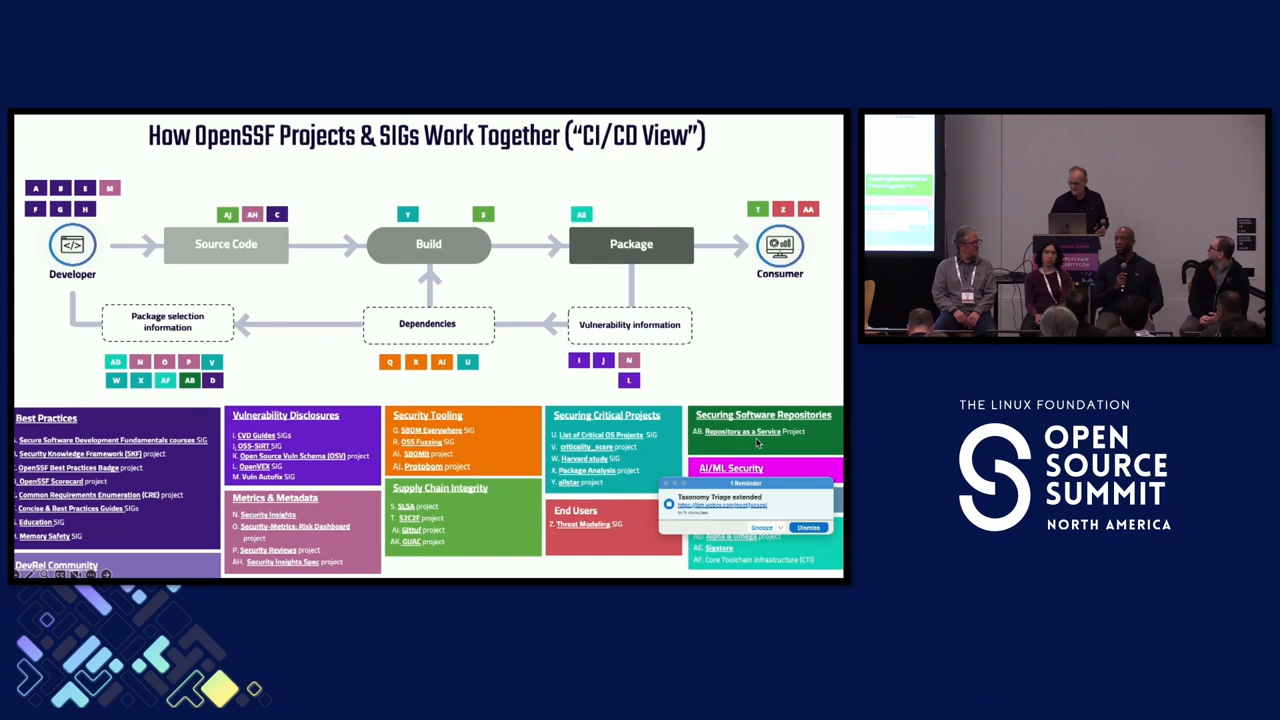 How OpenSSF Projects & SIGs Work Together ("CI/CD View")
A B E M
F G H
AJ AH C
Y
S
AE
T Z AA
Developer
Source Code
Build
Package
Consumer
Package selection
information
Dependencies
Vulnerability information
AD N O P V
W X AF AB D
Q R AI U
I J N
L
Best Practices
Secure Software Development Fundamentals courses SIG
Security Knowledge Framework (SKF) project
OpenSSF Best Practices Badge project
OpenSSF Scorecard project
Common Requirements Enumeration (CRE) project
Concise & Best Practices Guides SIGs
Education SIG
Memory Safety SIG
DevRel Community
Vulnerability Disclosures
I. CVD Guides SIGs
J. OSS-SIRT SIG
K. Open Source Vuln Schema (OSV) project
L. OpenVEX SIG
M. Vuln Autofix SIG
Metrics & Metadata
N. Security Insights
O. Security-Metrics: Risk Dashboard
project
P. Security Reviews project
AH. Security Insights Spec project
Security Tooling
Q. SBOM Everywhere SIG
R. OSS Fuzzing SIG
AI. SBOMit project
AJ. Protobom project
Supply Chain Integrity
S. SLSA project
T. S2C2F project
AJ. Gittuf project
AK. GUAC project
Securing Critical Projects
U. List of Critical OS Projects SIG
V. criticality_score project
W. Harvard study SIG
X. Package Analysis project
Y. allstar project
End Users
Z. Threat Modeling SIG
Securing Software Repositories
AB. Repository as a Service Project
AI/ML Security
1 Reminder
Taxonomy Triage extended
in 5 minutes
Snooze
Dismiss
AD. Alpha & Omega project
AE. Sigstore
AF. Core Toolchain Infrastructure (CTI)
THE LINUX FOUNDATION
OPEN
SOURCE
SUMMIT
NORTH AMERICA